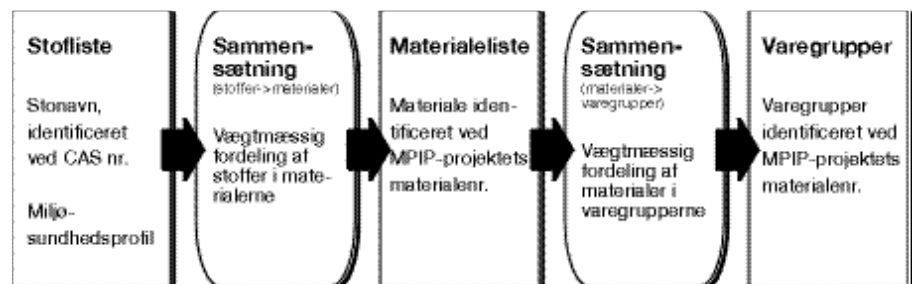 Stofliste
Stonavn,
identificeret
ved CAS nr.
Miljø-
sundhedsprofil
Sammen-
sætning
(stoffer->materialer)
Vægtmæssig
fordeling af
stoffer i mate-
rialerne
Materialeliste
Materiale iden-
tificeret ved
MPIP-projektets
materialenr.
Sammen-
sætning
(materialer->
varegrupper)
Vægtmæssig
fordeling af
materialer i
varegrupperne
Varegrupper
Varegrupper
identificeret ved
MPIP-projektets
materialenr.